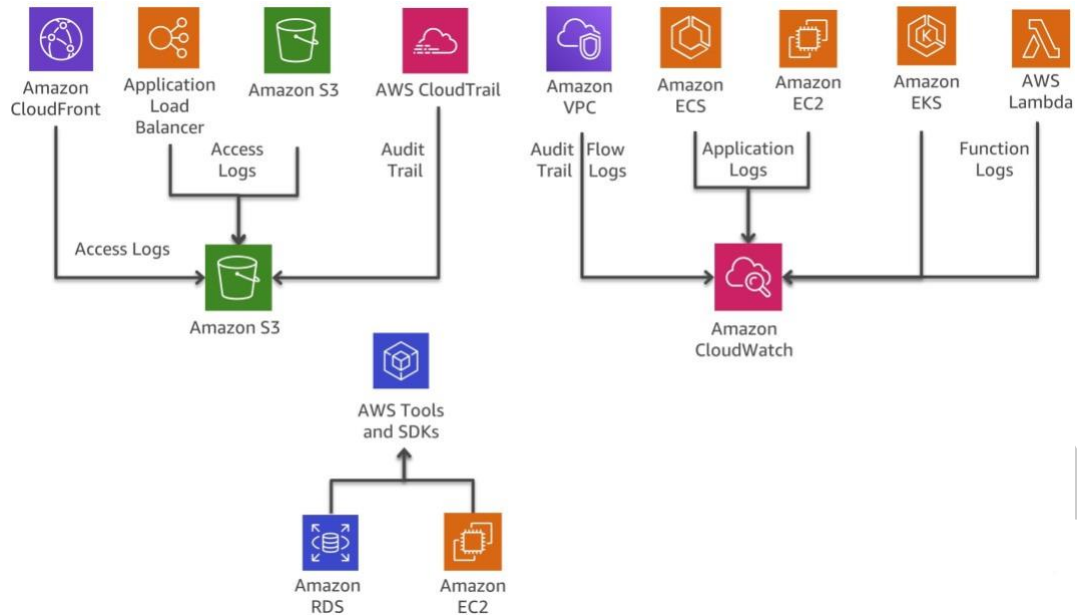 Amazon
CloudFront
Application
Load
Balancer
Amazon S3
AWS CloudTrail
Amazon
VPC
Amazon
ECS
Amazon
EC2
Amazon
EKS
AWS
Lambda
Access
Logs
Audit
Trail
Audit
Trail
Flow
Logs
Application
Logs
Function
Logs
Access Logs
Amazon S3
Amazon
CloudWatch
AWS Tools
and SDKs
Amazon
RDS
Amazon
EC2